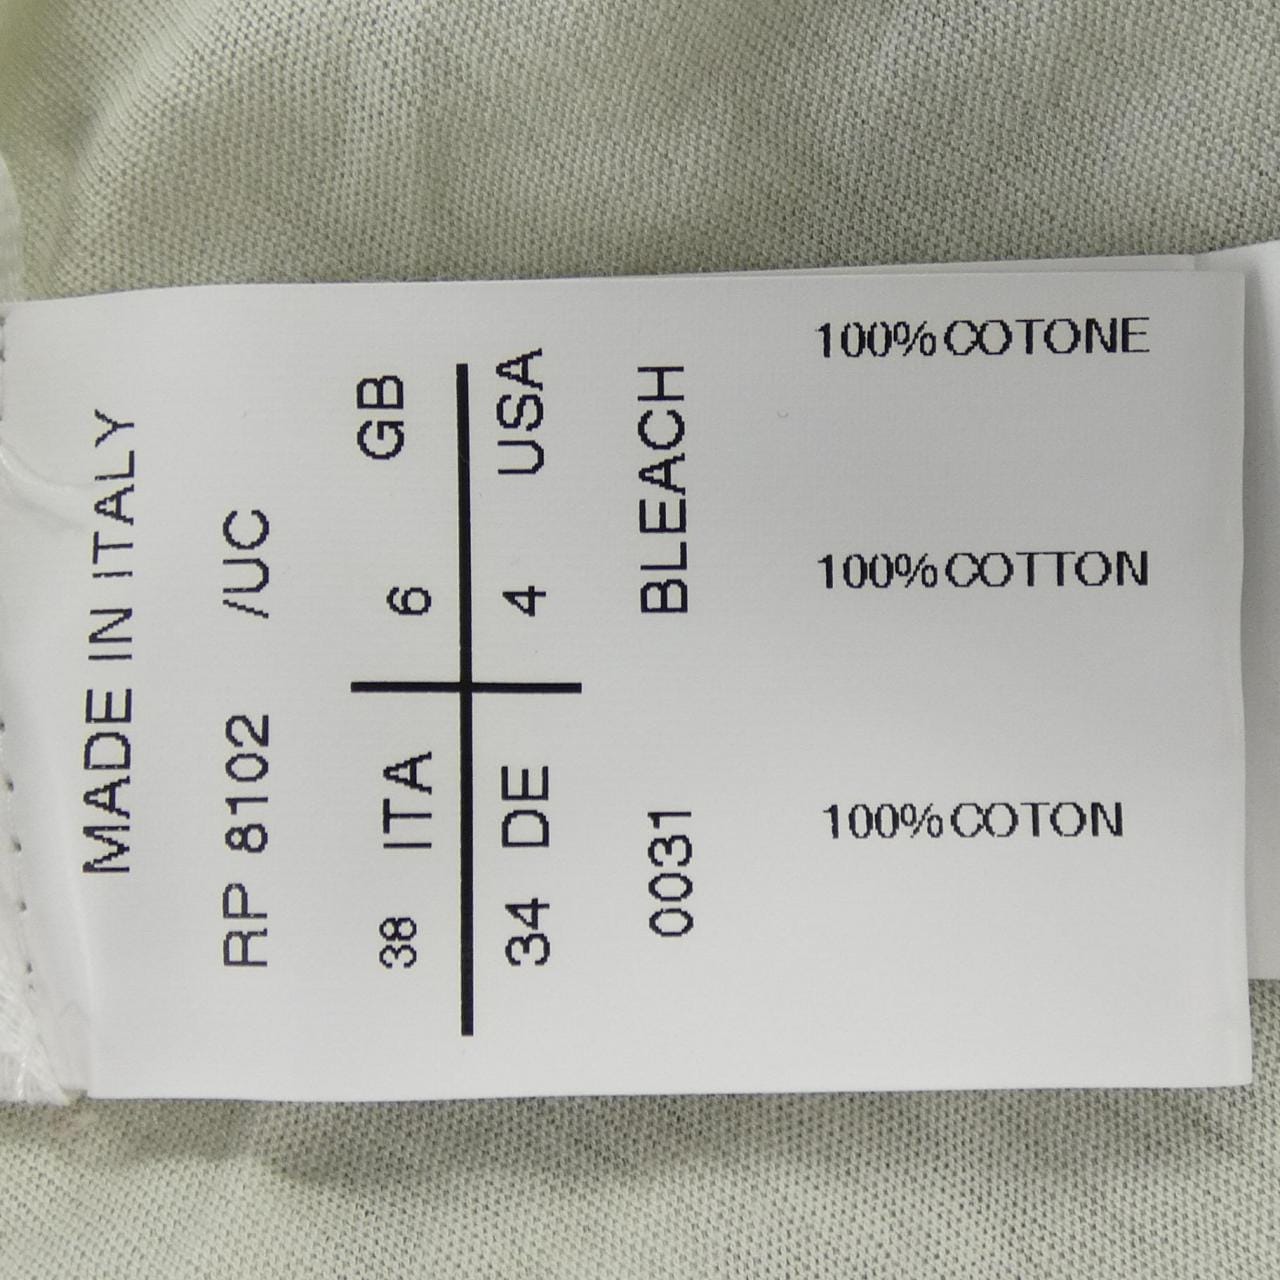 MADE IN ITALY
RP 8102 /UC
38 ITA 6 GB
34 DE 4 USA
0031 BLEACH
100%COTONE
100%COTTON
100%COTON